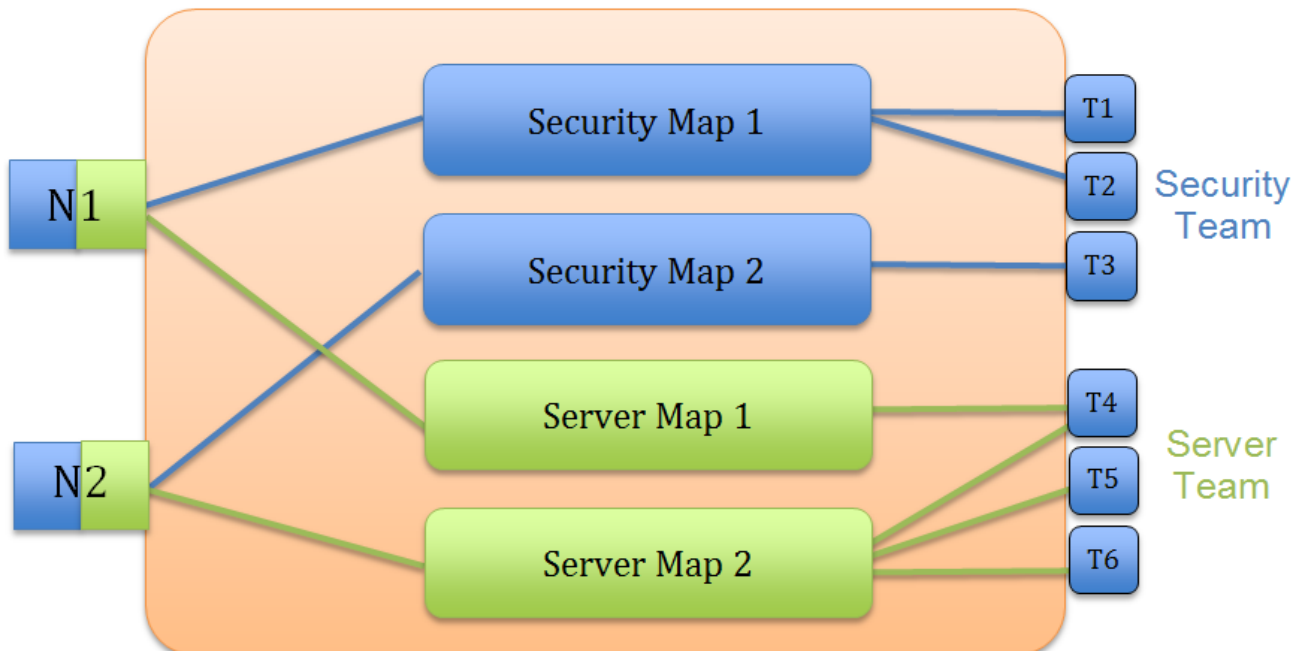 N1
N2
Security Map 1
Security Map 2
Server Map 1
Server Map 2
T1
T2
T3
Security
Team
T4
T5
T6
Server
Team